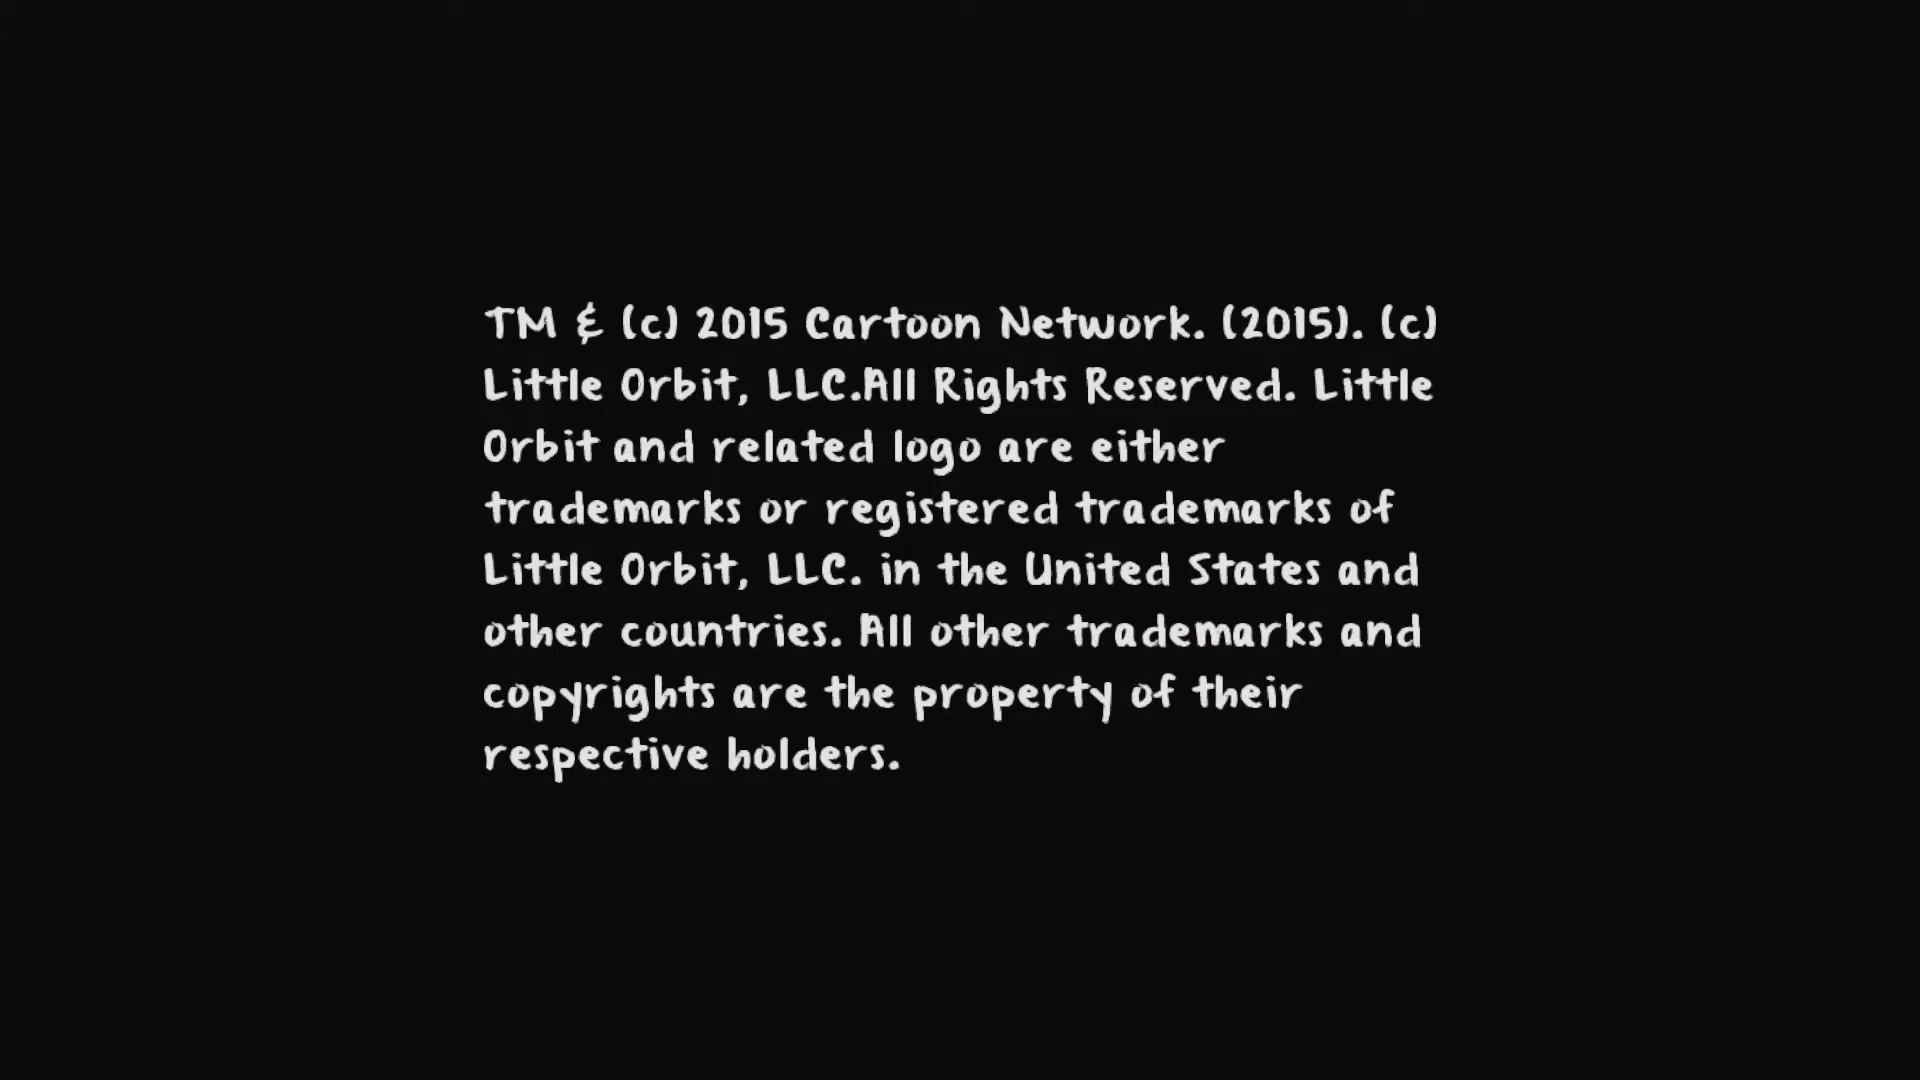 TM & (c) 2015 Cartoon Network. (2015). (c)
Little Orbit, LLC.All Rights Reserved. Little
Orbit and related logo are either
trademarks or registered trademarks of
Little Orbit, LLC. in the United States and
other countries. All other trademarks and
copyrights are the property of their
respective holders.